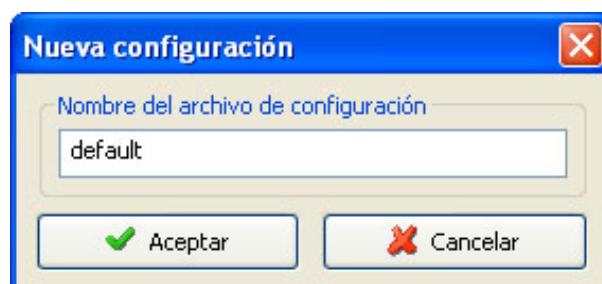 Nueva configuración
Nombre del archivo de configuración
default
Aceptar Cancelar